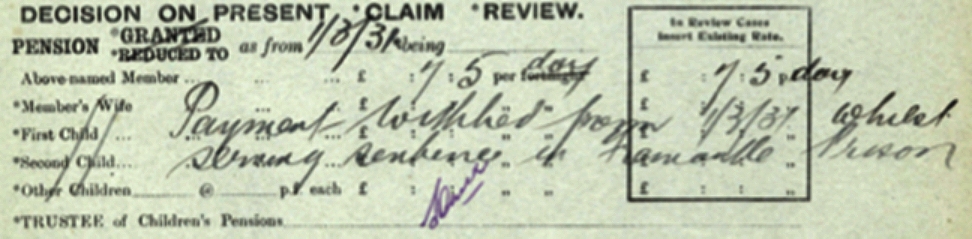 DECISION ON PRESENT *CLAIM *REVIEW.
In Review Cases
Insert Existing Rate.
PENSION *GRANTED
*REDUCED TO as from 1/3/31 being
day
Above-named Member ... ... ... £ : 7 : 5 per £ : 7 : 5 p. day
*Member's Wife ... £ : : „ „ £
*First Child ... Payment withheld from 1/3/31 whilst
*Second Child... serving sentence in Fremantle Prison
*Other Children @ p.f. each £ : : „ „ £ : : „
*TRUSTEE of Children's Pensions